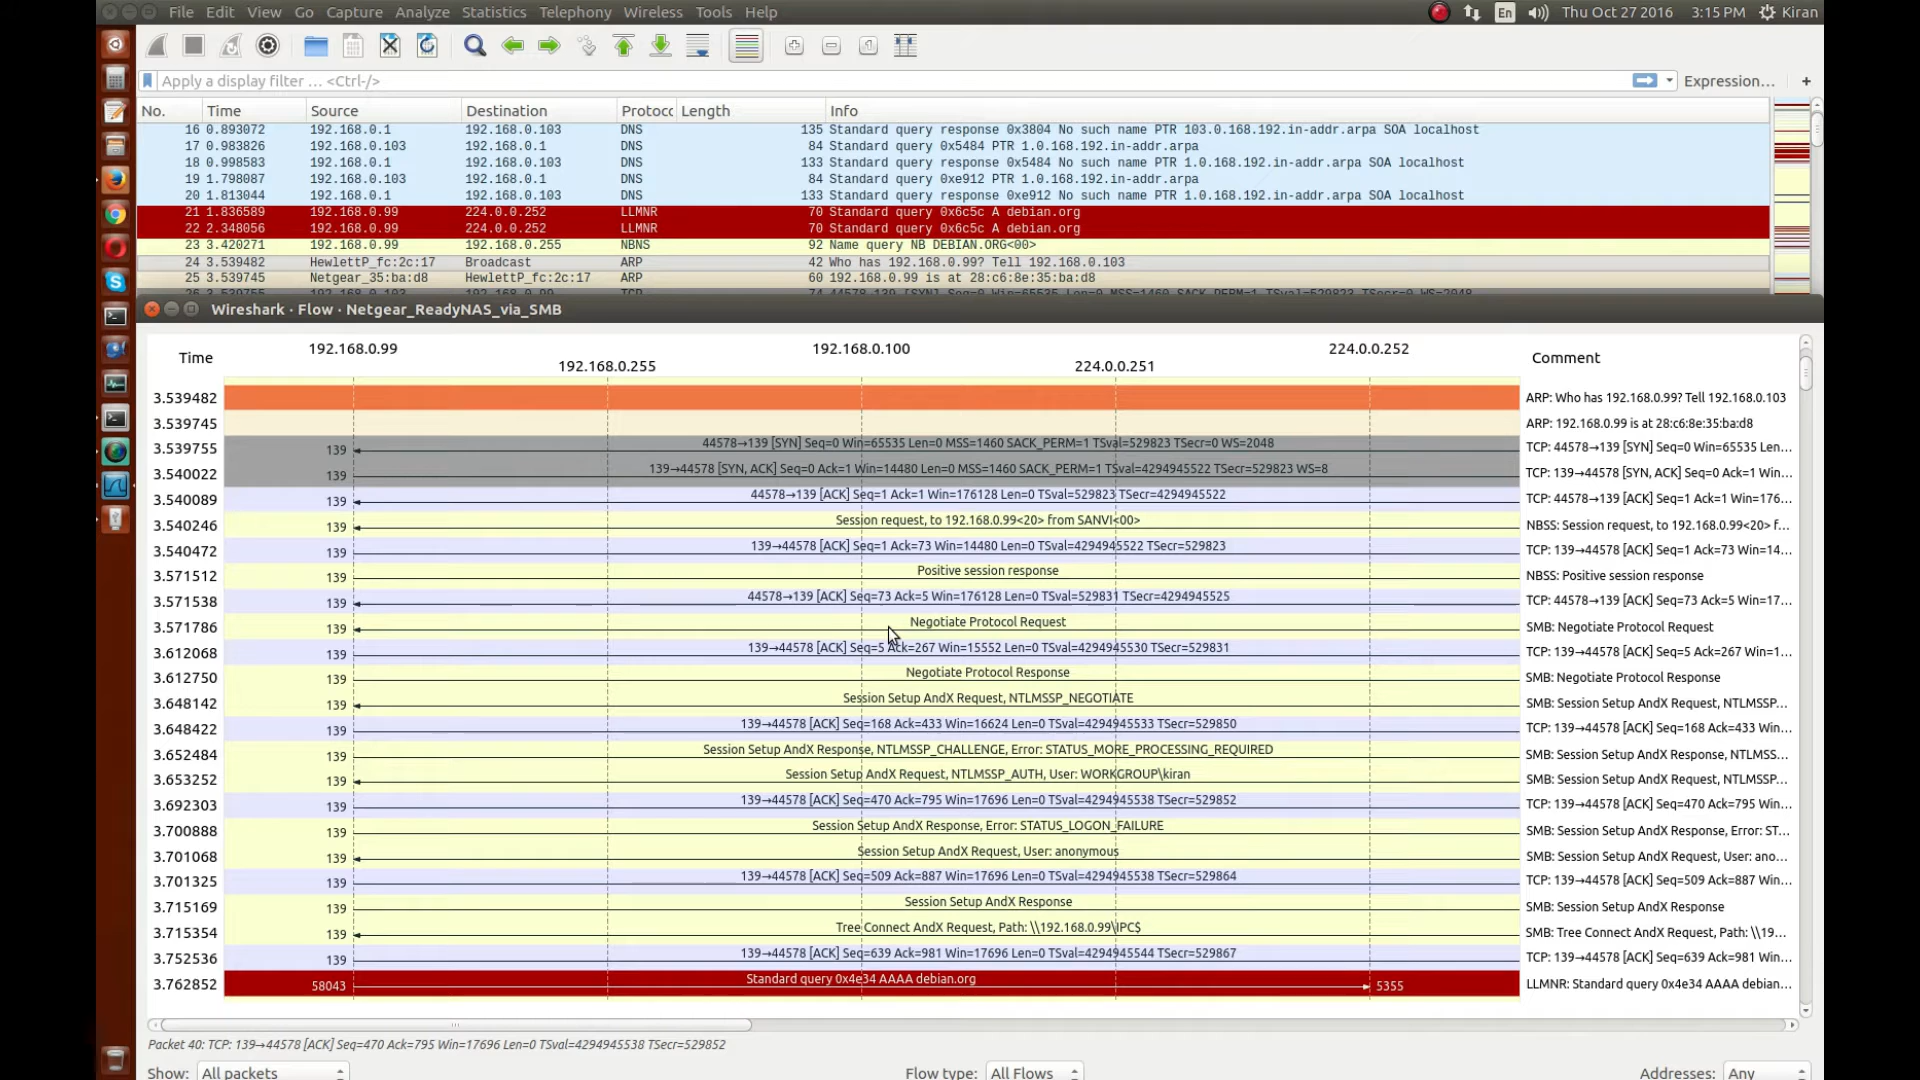 File Edit View Go Capture Analyze Statistics Telephony Wireless Tools Help En Thu Oct 27 2016 3:15 PM Kiran
Apply a display filter ... <Ctrl-/> Expression... +
No. Time Source Destination Protoc Length Info
16 0.893072 192.168.0.1 192.168.0.103 DNS 135 Standard query response 0x3804 No such name PTR 103.0.168.192.in-addr.arpa SOA localhost
17 0.983826 192.168.0.103 192.168.0.1 DNS 84 Standard query 0x5484 PTR 1.0.168.192.in-addr.arpa
18 0.998583 192.168.0.1 192.168.0.103 DNS 133 Standard query response 0x5484 No such name PTR 1.0.168.192.in-addr.arpa SOA localhost
19 1.798087 192.168.0.103 192.168.0.1 DNS 84 Standard query 0xe912 PTR 1.0.168.192.in-addr.arpa
20 1.813044 192.168.0.1 192.168.0.103 DNS 133 Standard query response 0xe912 No such name PTR 1.0.168.192.in-addr.arpa SOA localhost
21 1.836589 192.168.0.99 224.0.0.252 LLMNR 70 Standard query 0x6c5c A debian.org
22 2.348056 192.168.0.99 224.0.0.252 LLMNR 70 Standard query 0x6c5c A debian.org
23 3.420271 192.168.0.99 192.168.0.255 NBNS 92 Name query NB DEBIAN.ORG<00>
24 3.539482 HewlettP_fc:2c:17 Broadcast ARP 42 Who has 192.168.0.99? Tell 192.168.0.103
25 3.539745 Netgear_35:ba:d8 HewlettP_fc:2c:17 ARP 60 192.168.0.99 is at 28:c6:8e:35:ba:d8
Wireshark · Flow · Netgear_ReadyNAS_via_SMB
Time 192.168.0.99 192.168.0.255 192.168.0.100 224.0.0.251 224.0.0.252 Comment
3.539482 ARP: Who has 192.168.0.99? Tell 192.168.0.103
3.539745 ARP: 192.168.0.99 is at 28:c6:8e:35:ba:d8
3.539755 139 44578→139 [SYN] Seq=0 Win=65535 Len=0 MSS=1460 SACK_PERM=1 TSval=529823 TSecr=0 WS=2048 TCP: 44578→139 [SYN] Seq=0 Win=65535 Len...
3.540022 139 139→44578 [SYN, ACK] Seq=0 Ack=1 Win=14480 Len=0 MSS=1460 SACK_PERM=1 TSval=4294945522 TSecr=529823 WS=8 TCP: 139→44578 [SYN, ACK] Seq=0 Ack=1 Win...
3.540089 139 44578→139 [ACK] Seq=1 Ack=1 Win=176128 Len=0 TSval=529823 TSecr=4294945522 TCP: 44578→139 [ACK] Seq=1 Ack=1 Win=176...
3.540246 139 Session request, to 192.168.0.99<20> from SANVI<00> NBSS: Session request, to 192.168.0.99<20> f...
3.540472 139 139→44578 [ACK] Seq=1 Ack=73 Win=14480 Len=0 TSval=4294945522 TSecr=529823 TCP: 139→44578 [ACK] Seq=1 Ack=73 Win=14...
3.571512 139 Positive session response NBSS: Positive session response
3.571538 139 44578→139 [ACK] Seq=73 Ack=5 Win=176128 Len=0 TSval=529831 TSecr=4294945525 TCP: 44578→139 [ACK] Seq=73 Ack=5 Win=17...
3.571786 139 Negotiate Protocol Request SMB: Negotiate Protocol Request
3.612068 139 139→44578 [ACK] Seq=5 Ack=267 Win=15552 Len=0 TSval=4294945530 TSecr=529831 TCP: 139→44578 [ACK] Seq=5 Ack=267 Win=1...
3.612750 139 Negotiate Protocol Response SMB: Negotiate Protocol Response
3.648142 139 Session Setup AndX Request, NTLMSSP_NEGOTIATE SMB: Session Setup AndX Request, NTLMSSP...
3.648422 139 139→44578 [ACK] Seq=168 Ack=433 Win=16624 Len=0 TSval=4294945533 TSecr=529850 TCP: 139→44578 [ACK] Seq=168 Ack=433 Win...
3.652484 139 Session Setup AndX Response, NTLMSSP_CHALLENGE, Error: STATUS_MORE_PROCESSING_REQUIRED SMB: Session Setup AndX Response, NTLMSS...
3.653252 139 Session Setup AndX Request, NTLMSSP_AUTH, User: WORKGROUP\kiran SMB: Session Setup AndX Request, NTLMSSP...
3.692303 139 139→44578 [ACK] Seq=470 Ack=795 Win=17696 Len=0 TSval=4294945538 TSecr=529852 TCP: 139→44578 [ACK] Seq=470 Ack=795 Win...
3.700888 139 Session Setup AndX Response, Error: STATUS_LOGON_FAILURE SMB: Session Setup AndX Response, Error: ST...
3.701068 139 Session Setup AndX Request, User: anonymous SMB: Session Setup AndX Request, User: ano...
3.701325 139 139→44578 [ACK] Seq=509 Ack=887 Win=17696 Len=0 TSval=4294945538 TSecr=529864 TCP: 139→44578 [ACK] Seq=509 Ack=887 Win...
3.715169 139 Session Setup AndX Response SMB: Session Setup AndX Response
3.715354 139 Tree Connect AndX Request, Path: \\192.168.0.99\IPC$ SMB: Tree Connect AndX Request, Path: \\19...
3.752536 139 139→44578 [ACK] Seq=639 Ack=981 Win=17696 Len=0 TSval=4294945544 TSecr=529867 TCP: 139→44578 [ACK] Seq=639 Ack=981 Win...
3.762852 58043 Standard query 0x4e34 AAAA debian.org 5355 LLMNR: Standard query 0x4e34 AAAA debian...
Packet 40: TCP: 139→44578 [ACK] Seq=470 Ack=795 Win=17696 Len=0 TSval=4294945538 TSecr=529852
Show: All packets Flow type: All Flows Addresses: Any